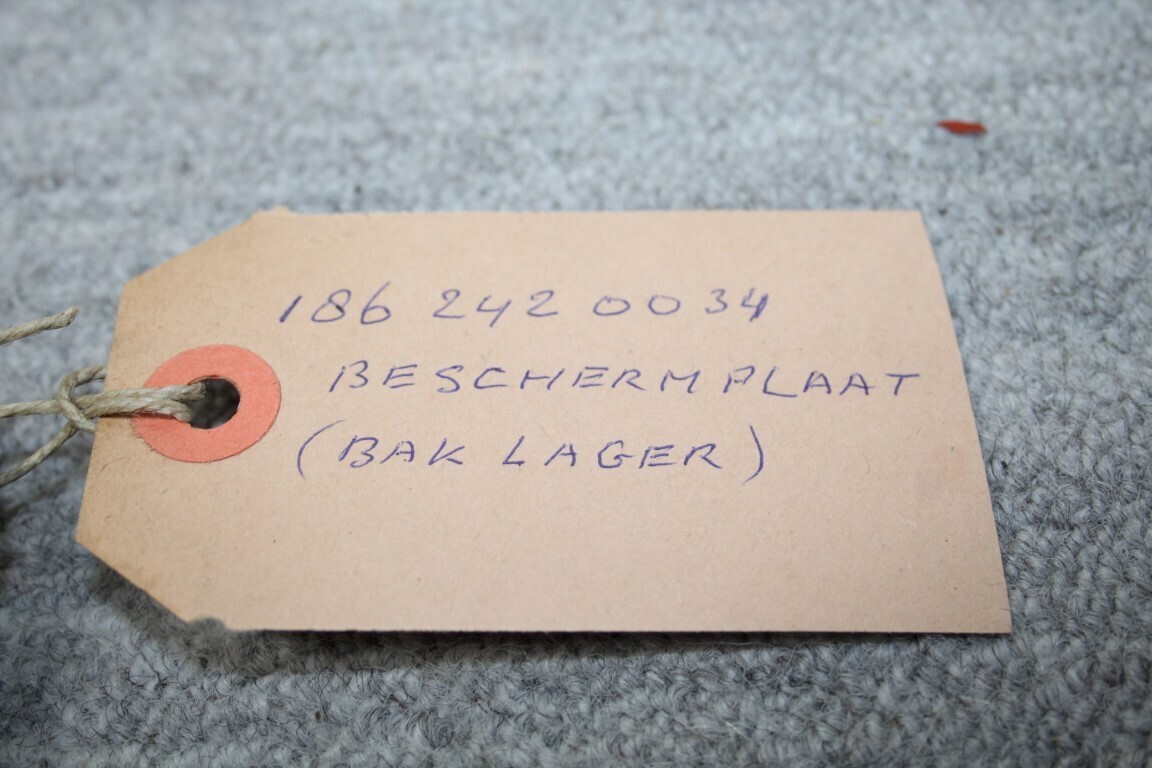 186 242 0034
BESCHERMPLAAT
(BAK LAGER)